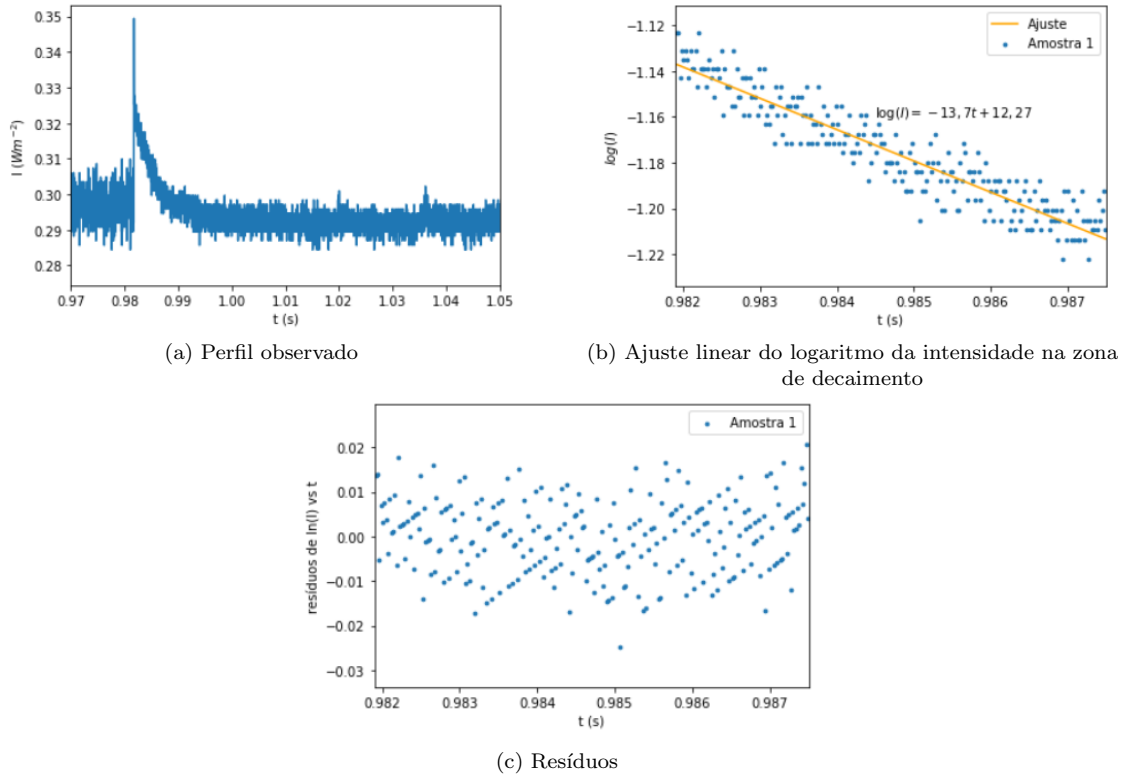 0.35
0.34
0.33
0.32
0.31
0.30
0.29
0.28
I (Wm⁻²)
0.97 0.98 0.99 1.00 1.01 1.02 1.03 1.04 1.05
t (s)
(a) Perfil observado
−1.12
−1.14
−1.16
−1.18
−1.20
−1.22
log(I)
Ajuste
Amostra 1
log(I) = −13,7t+12,27
0.982 0.983 0.984 0.985 0.986 0.987
t (s)
(b) Ajuste linear do logaritmo da intensidade na zona
de decaimento
0.02
0.01
0.00
−0.01
−0.02
−0.03
resíduos de ln(I) vs t
Amostra 1
0.982 0.983 0.984 0.985 0.986 0.987
t (s)
(c) Resíduos